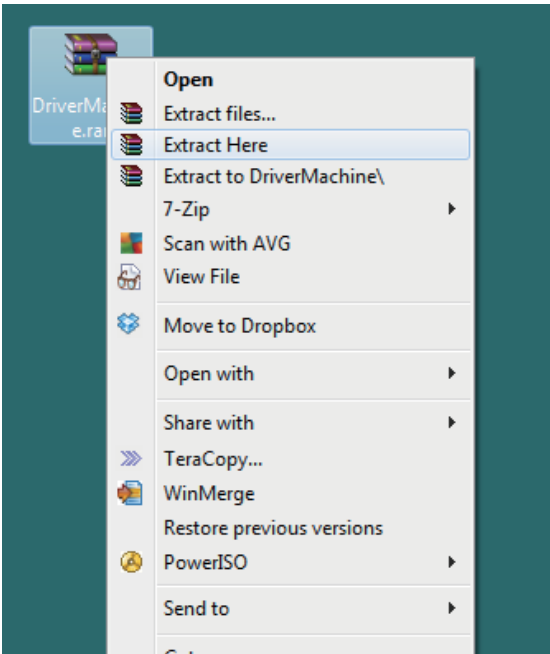 DriverMa
e.ra
Open
Extract files...
Extract Here
Extract to DriverMachine\
7-Zip
Scan with AVG
View File
Move to Dropbox
Open with
Share with
TeraCopy...
WinMerge
Restore previous versions
PowerISO
Send to